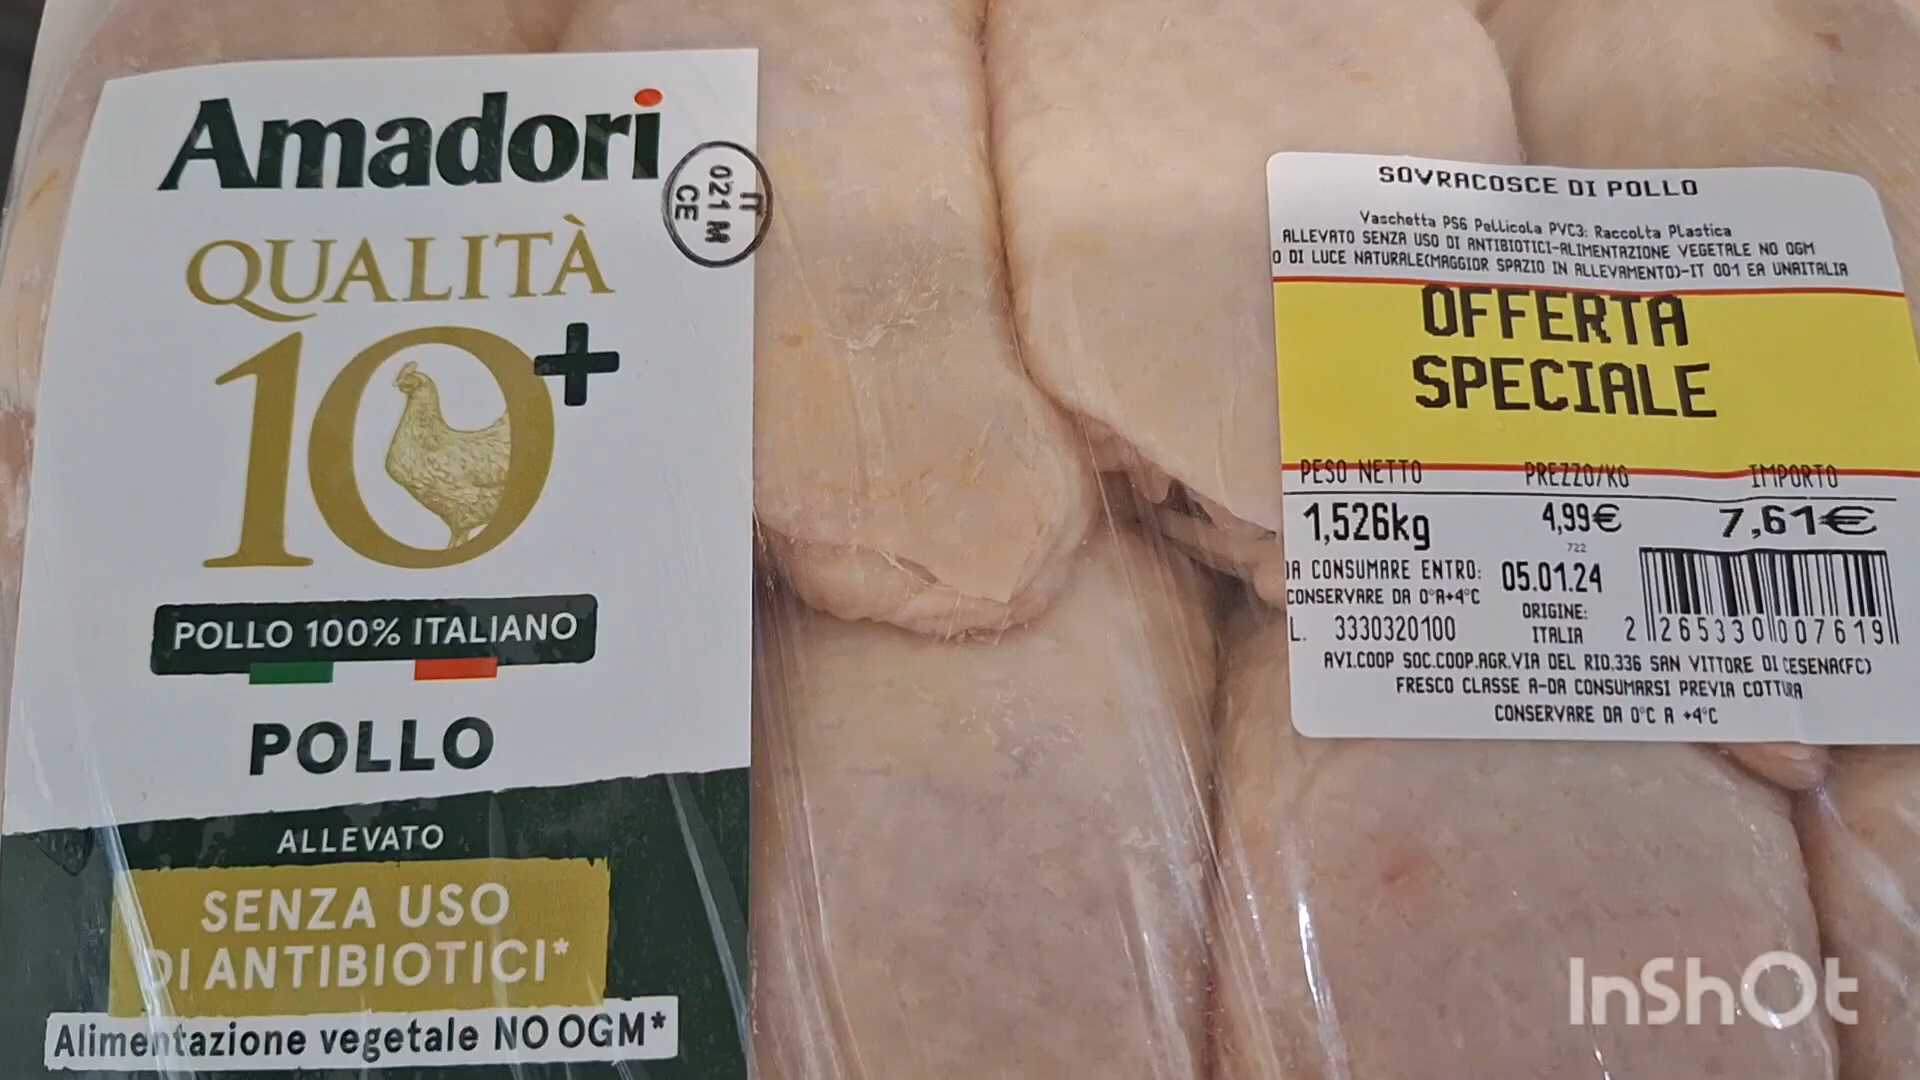 Amadori
IT
021 M
CE
QUALITÀ
10+
POLLO 100% ITALIANO
POLLO
ALLEVATO
SENZA USO
DI ANTIBIOTICI*
Alimentazione vegetale NO OGM*
SOVRACOSCE DI POLLO
Vaschetta PS6 Pellicola PVC3: Raccolta Plastica
ALLEVATO SENZA USO DI ANTIBIOTICI-ALIMENTAZIONE VEGETALE NO OGM
O DI LUCE NATURALE(MAGGIOR SPAZIO IN ALLEVAMENTO)-IT 001 EA UNAITALIA
OFFERTA
SPECIALE
PESO NETTO PREZZO/KG IMPORTO
1,526kg 4,99€ 7,61€
722
DA CONSUMARE ENTRO: 05.01.24
CONSERVARE DA 0°A+4°C
L. 3330320100
ORIGINE:
ITALIA
2 265330 007619
AVI.COOP SOC.COOP.AGR.VIA DEL RIO.336 SAN VITTORE DI CESENA(FC)
FRESCO CLASSE A-DA CONSUMARSI PREVIA COTTURA
CONSERVARE DA 0°C A +4°C
InShOt